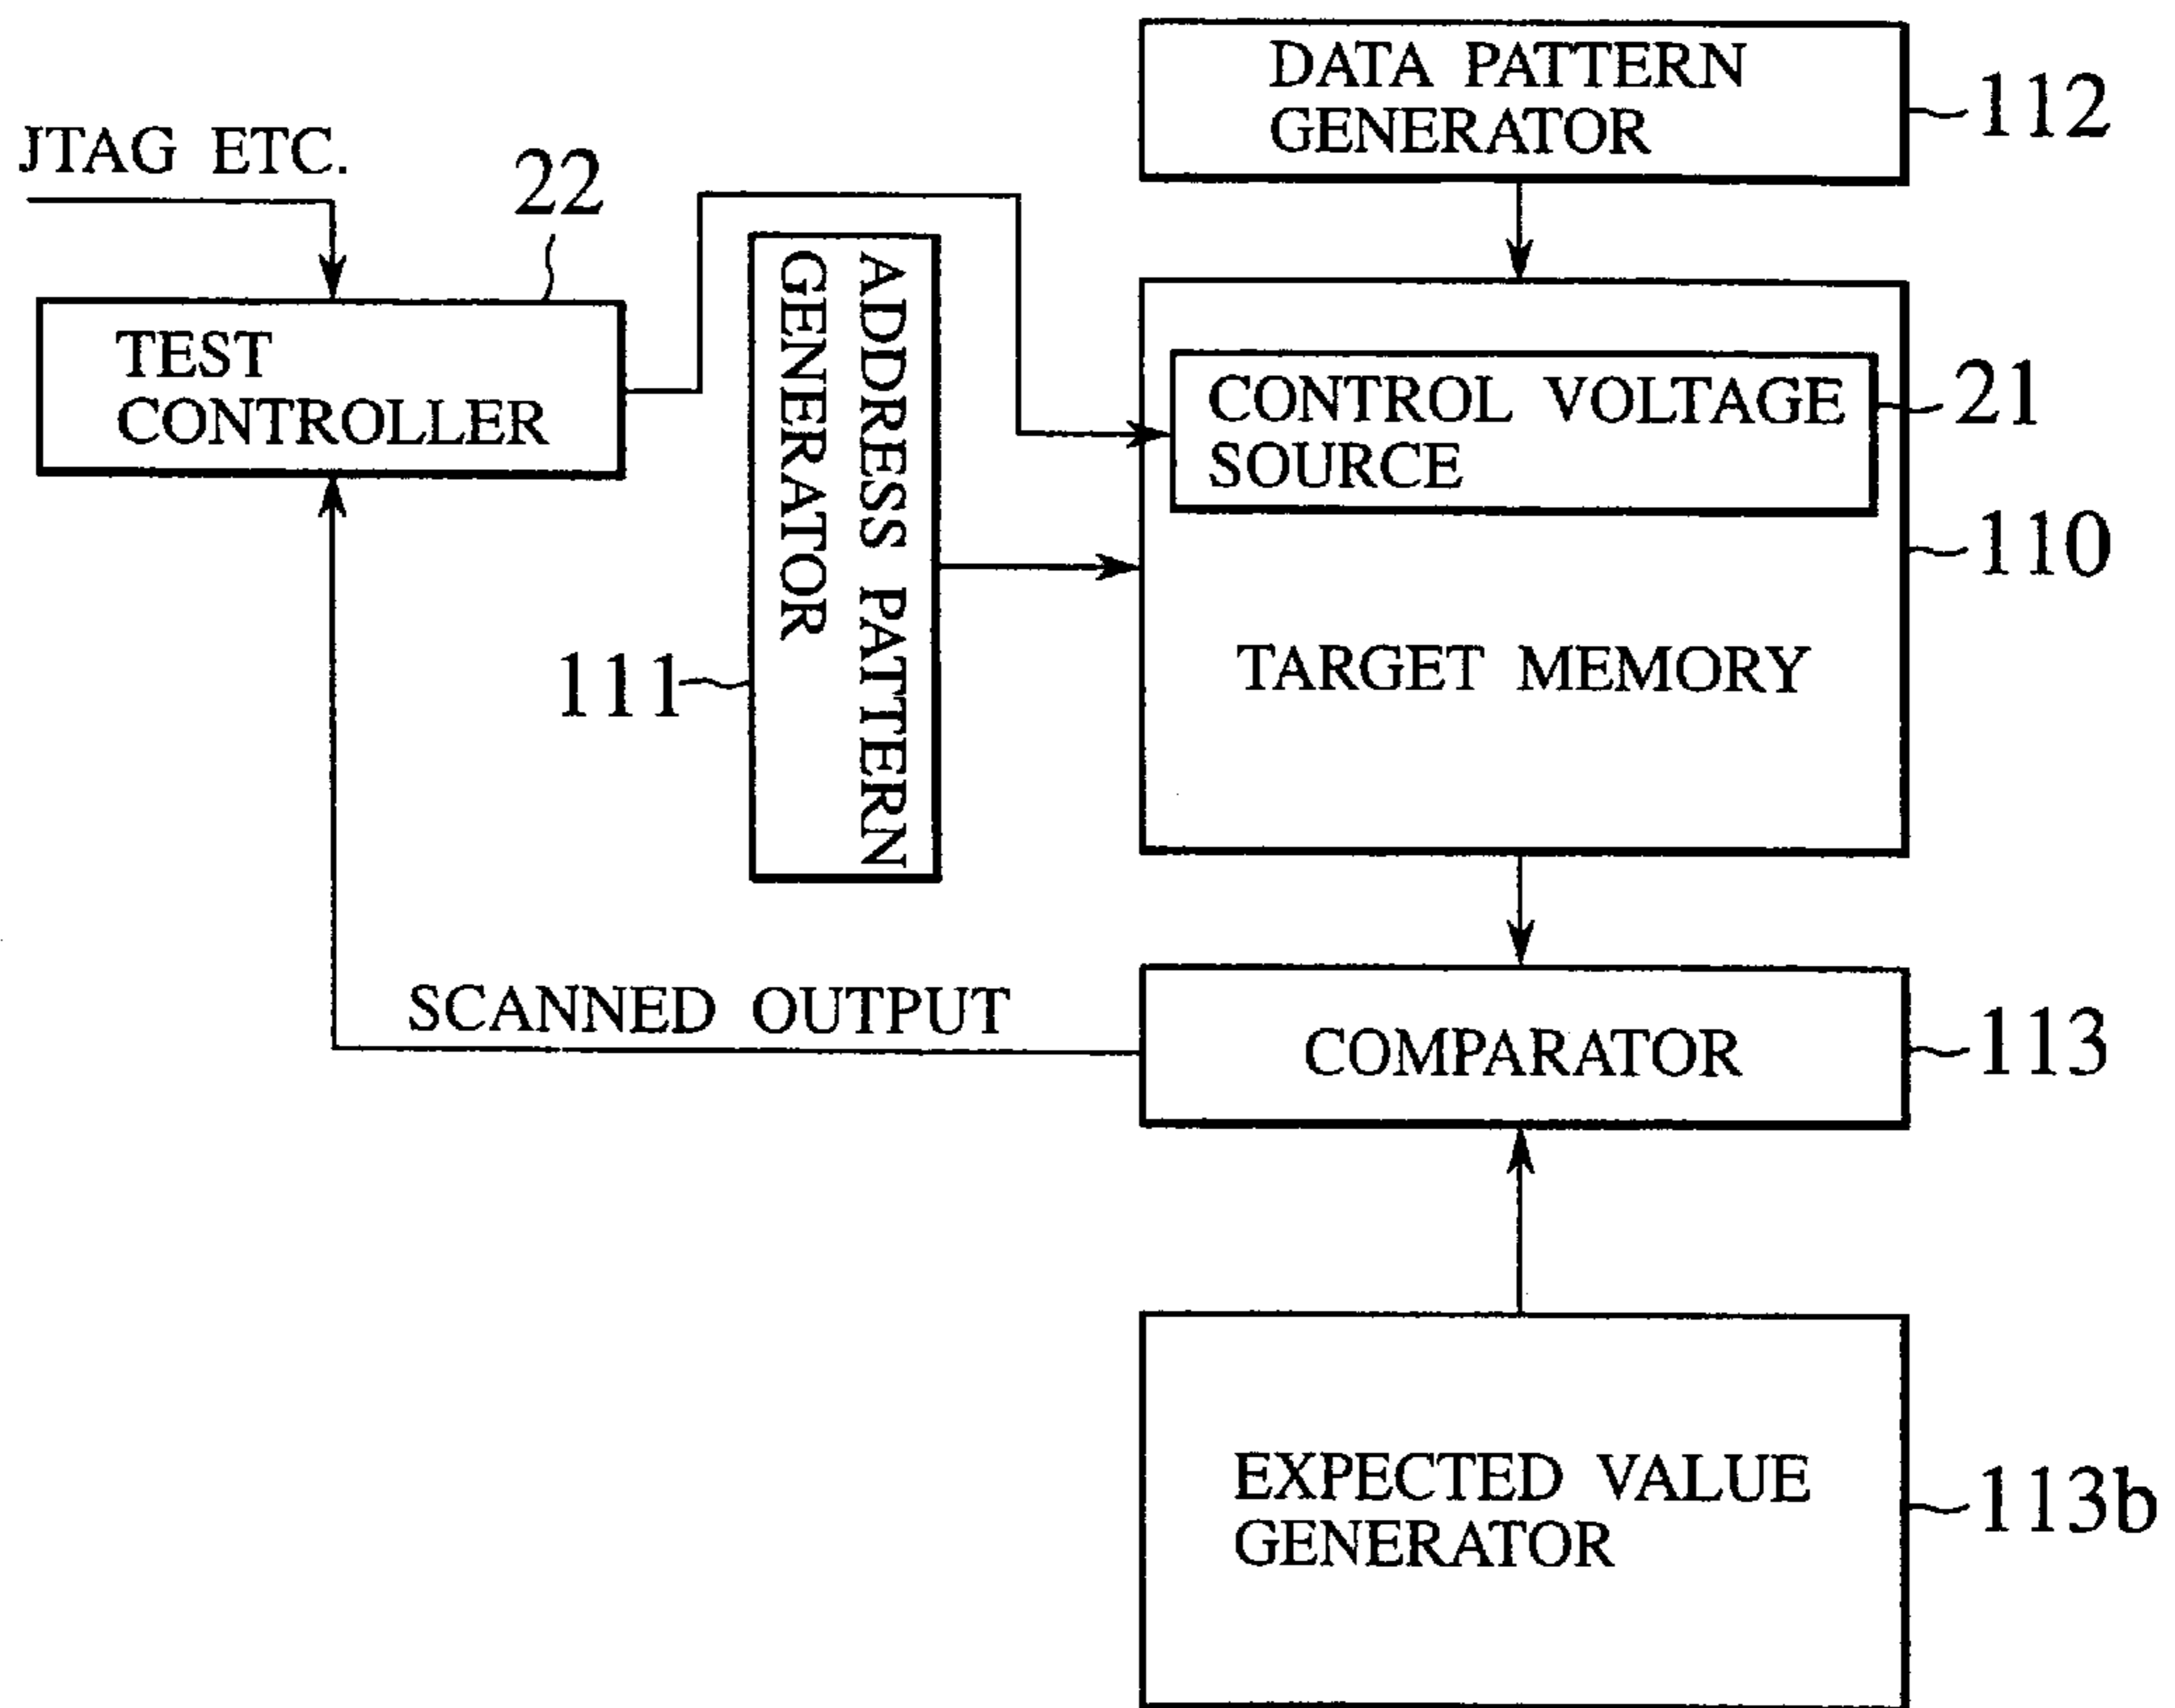 DATA PATTERN
GENERATOR
112
JTAG ETC.
22
TEST
CONTROLLER
ADDRESS PATTERN
GENERATOR
111
CONTROL VOLTAGE
SOURCE
21
110
TARGET MEMORY
SCANNED OUTPUT
COMPARATOR
113
EXPECTED VALUE
GENERATOR
113b